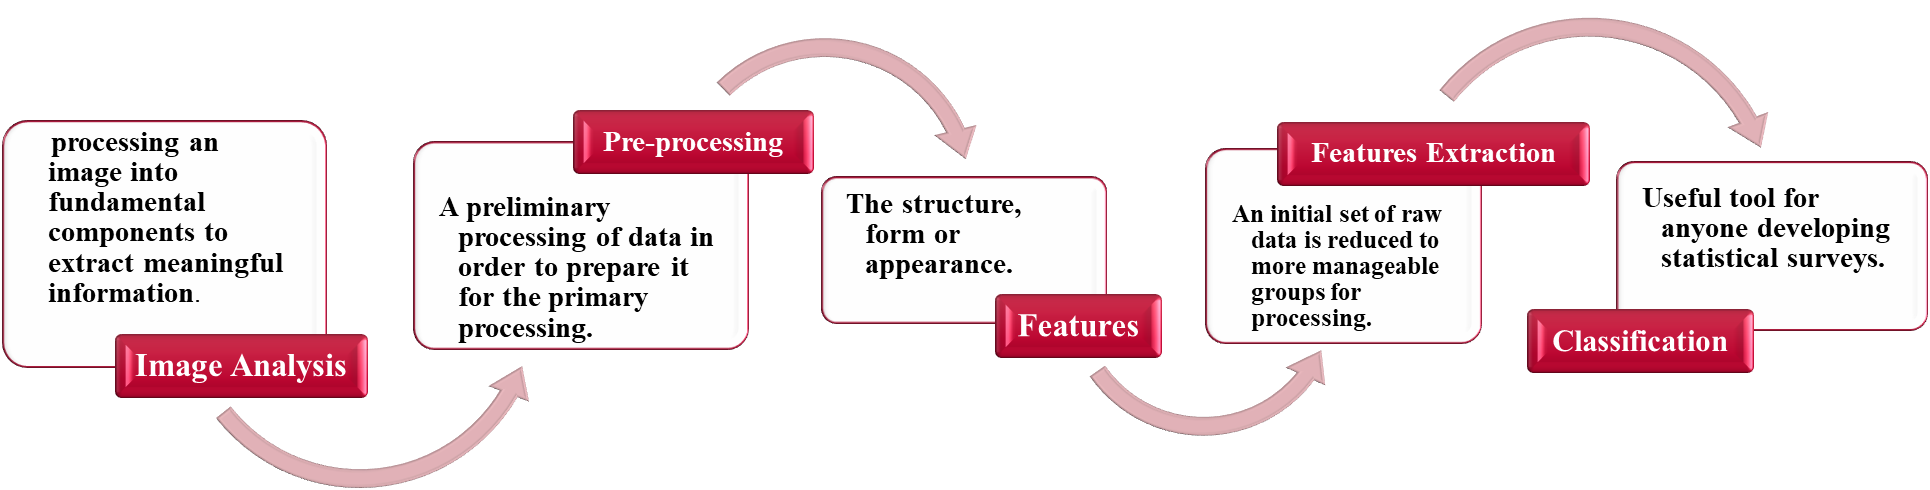 processing an
image into
fundamental
components to
extract meaningful
information.
Image Analysis
Pre-processing
A preliminary
processing of data in
order to prepare it
for the primary
processing.
The structure,
form or
appearance.
Features
Features Extraction
An initial set of raw
data is reduced to
more manageable
groups for
processing.
Useful tool for
anyone developing
statistical surveys.
Classification